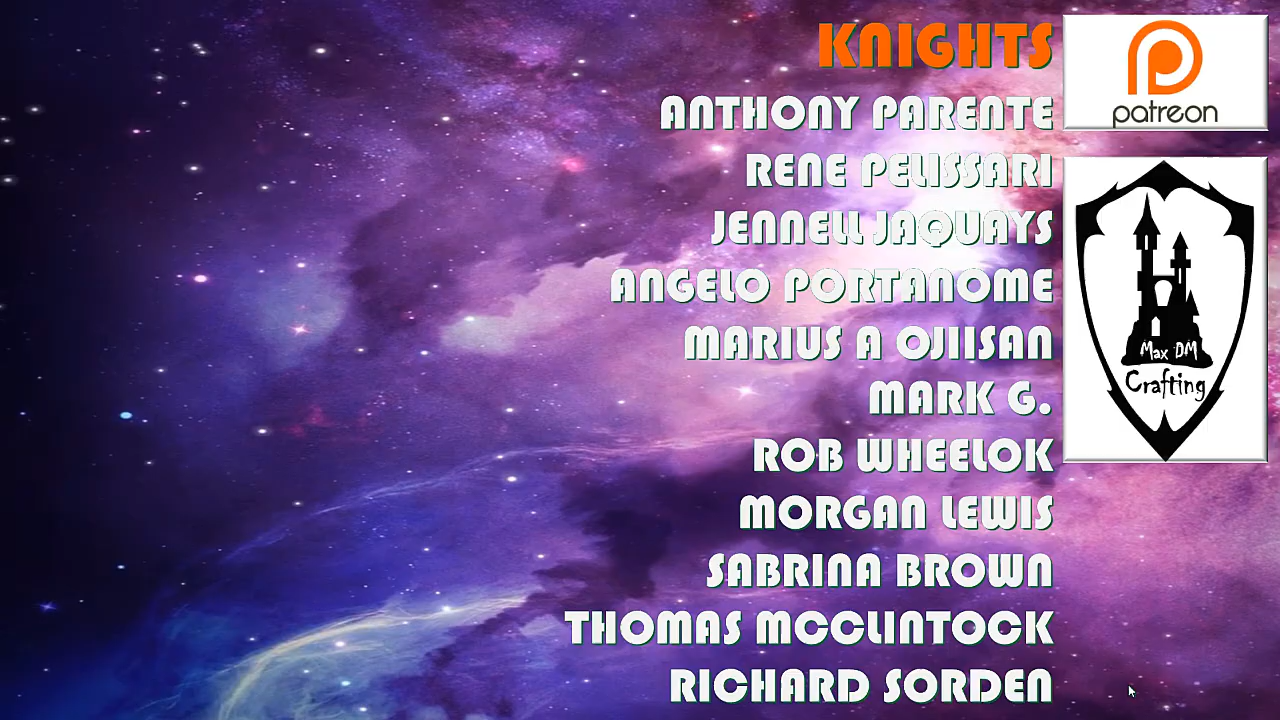 KNIGHTS
patreon
ANTHONY PARENTE
RENE PELISSARI
JENNELL JAQUAYS
ANGELO PORTANOME
MARIUS A OJIISAN
MARK G.
ROB WHEELOK
MORGAN LEWIS
SABRINA BROWN
THOMAS MCCLINTOCK
RICHARD SORDEN
Max DM
Crafting